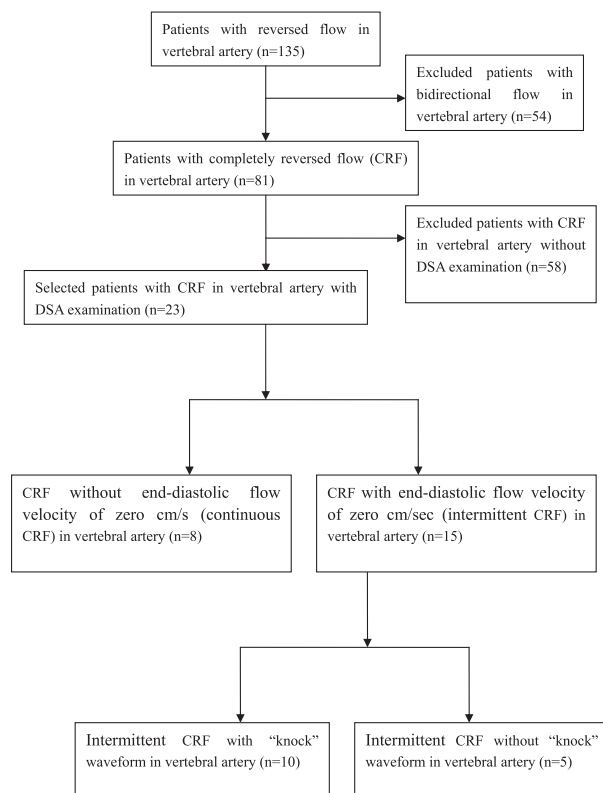 Patients with reversed flow in
vertebral artery (n=135)
Excluded patients with
bidirectional flow in
vertebral artery (n=54)
Patients with completely reversed flow (CRF)
in vertebral artery (n=81)
Excluded patients with CRF
in vertebral artery without
DSA examination (n=58)
Selected patients with CRF in vertebral artery with
DSA examination (n=23)
CRF without end-diastolic flow
velocity of zero cm/s (continuous
CRF) in vertebral artery (n=8)
CRF with end-diastolic flow velocity
of zero cm/sec (intermittent CRF) in
vertebral artery (n=15)
Intermittent CRF with “knock”
waveform in vertebral artery (n=10)
Intermittent CRF without “knock”
waveform in vertebral artery (n=5)